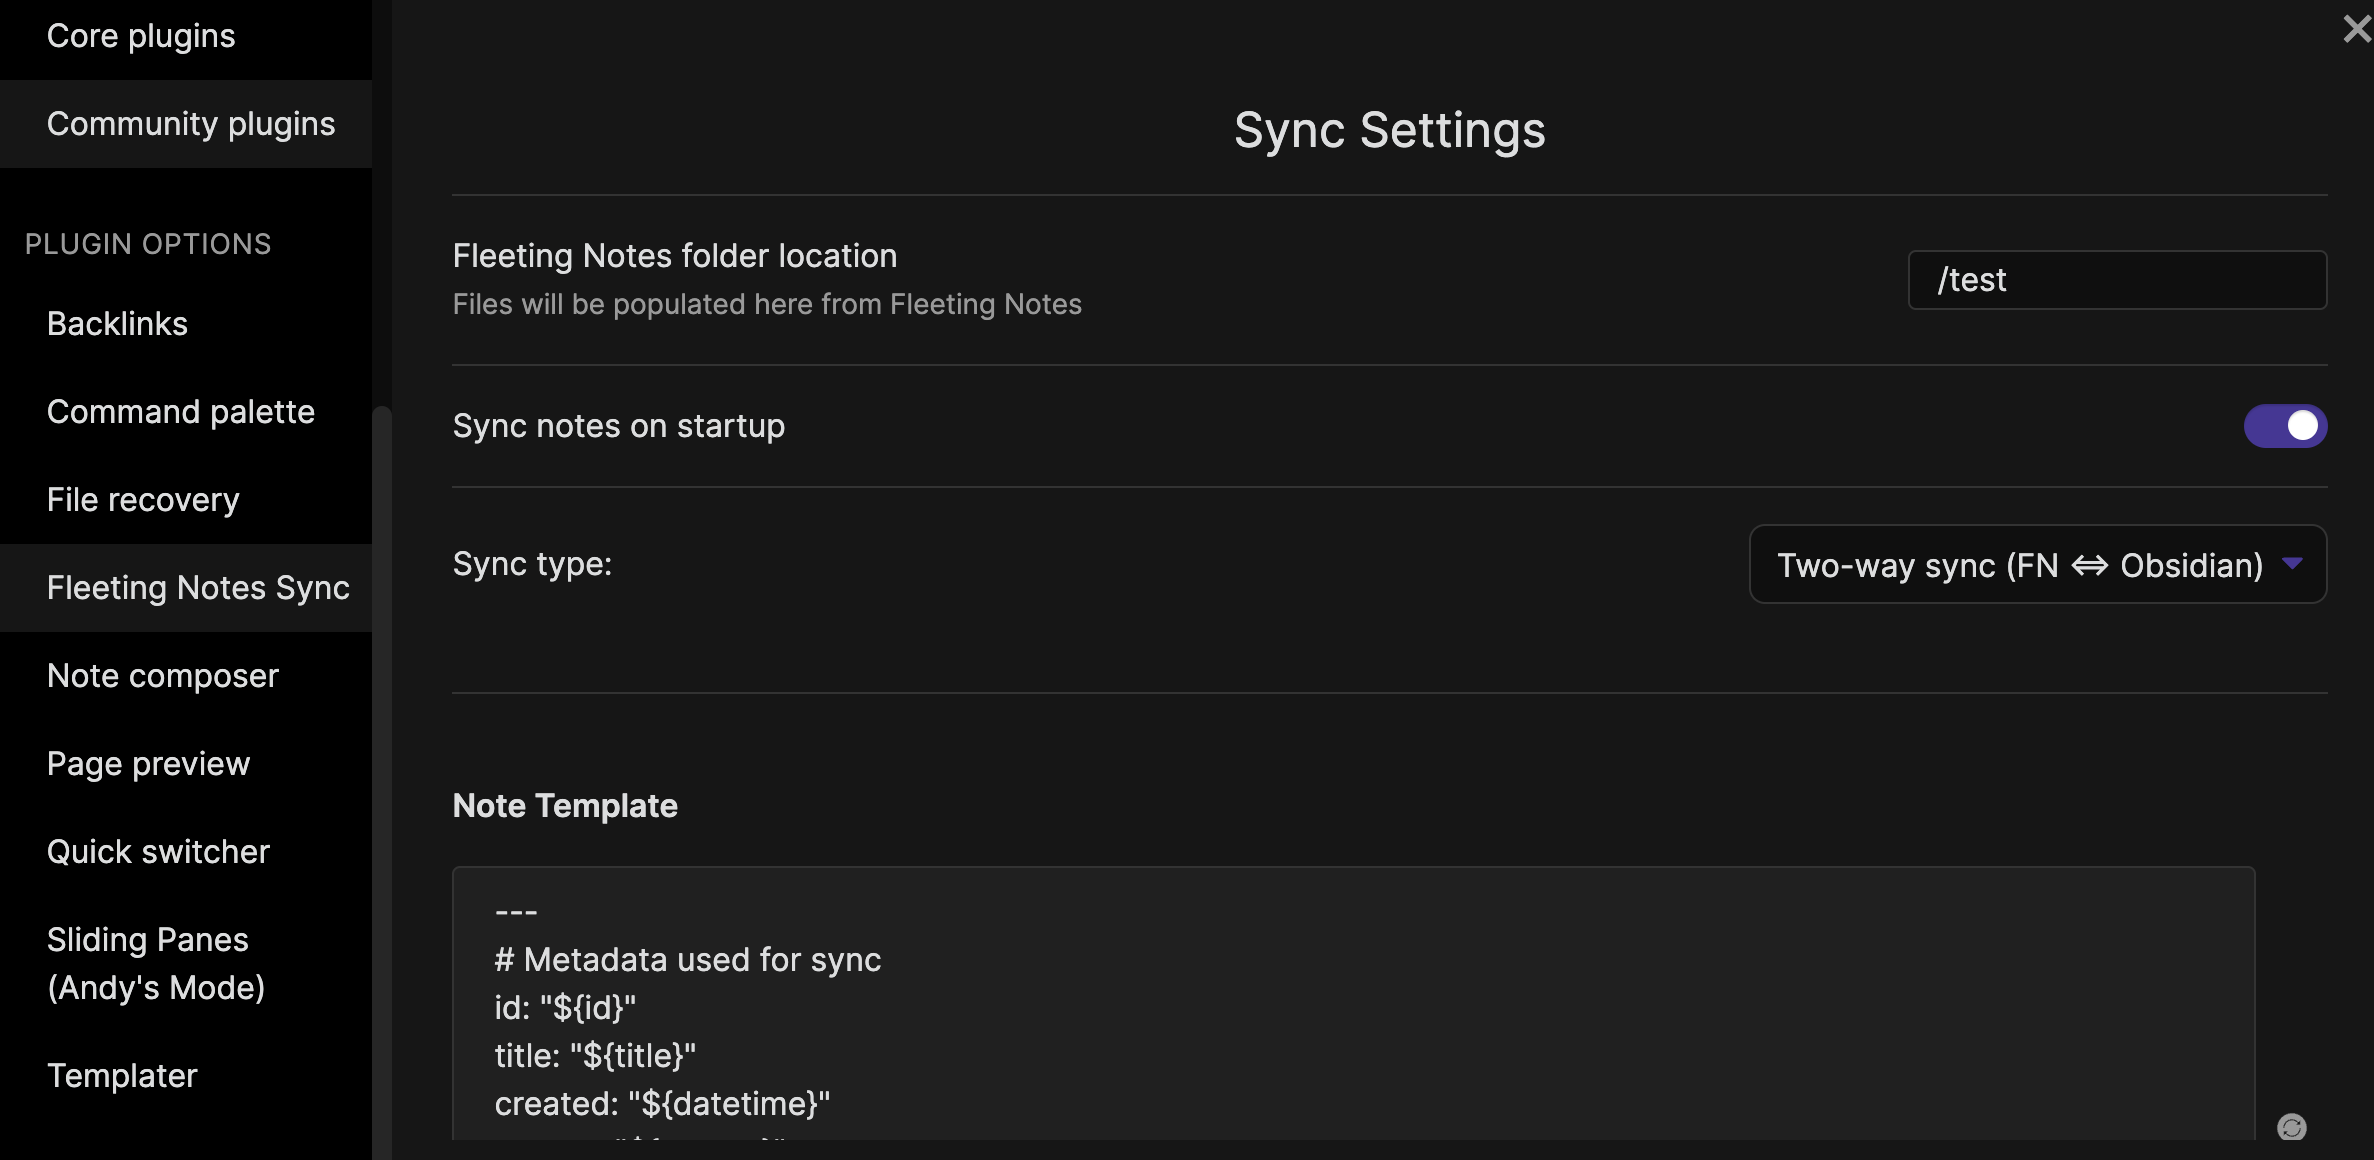 Core plugins
Community plugins
PLUGIN OPTIONS
Backlinks
Command palette
File recovery
Fleeting Notes Sync
Note composer
Page preview
Quick switcher
Sliding Panes
(Andy's Mode)
Templater
Sync Settings
Fleeting Notes folder location
Files will be populated here from Fleeting Notes
/test
Sync notes on startup
Sync type:
Two-way sync (FN ⇔ Obsidian)
Note Template
---
# Metadata used for sync
id: "${id}"
title: "${title}"
created: "${datetime}"